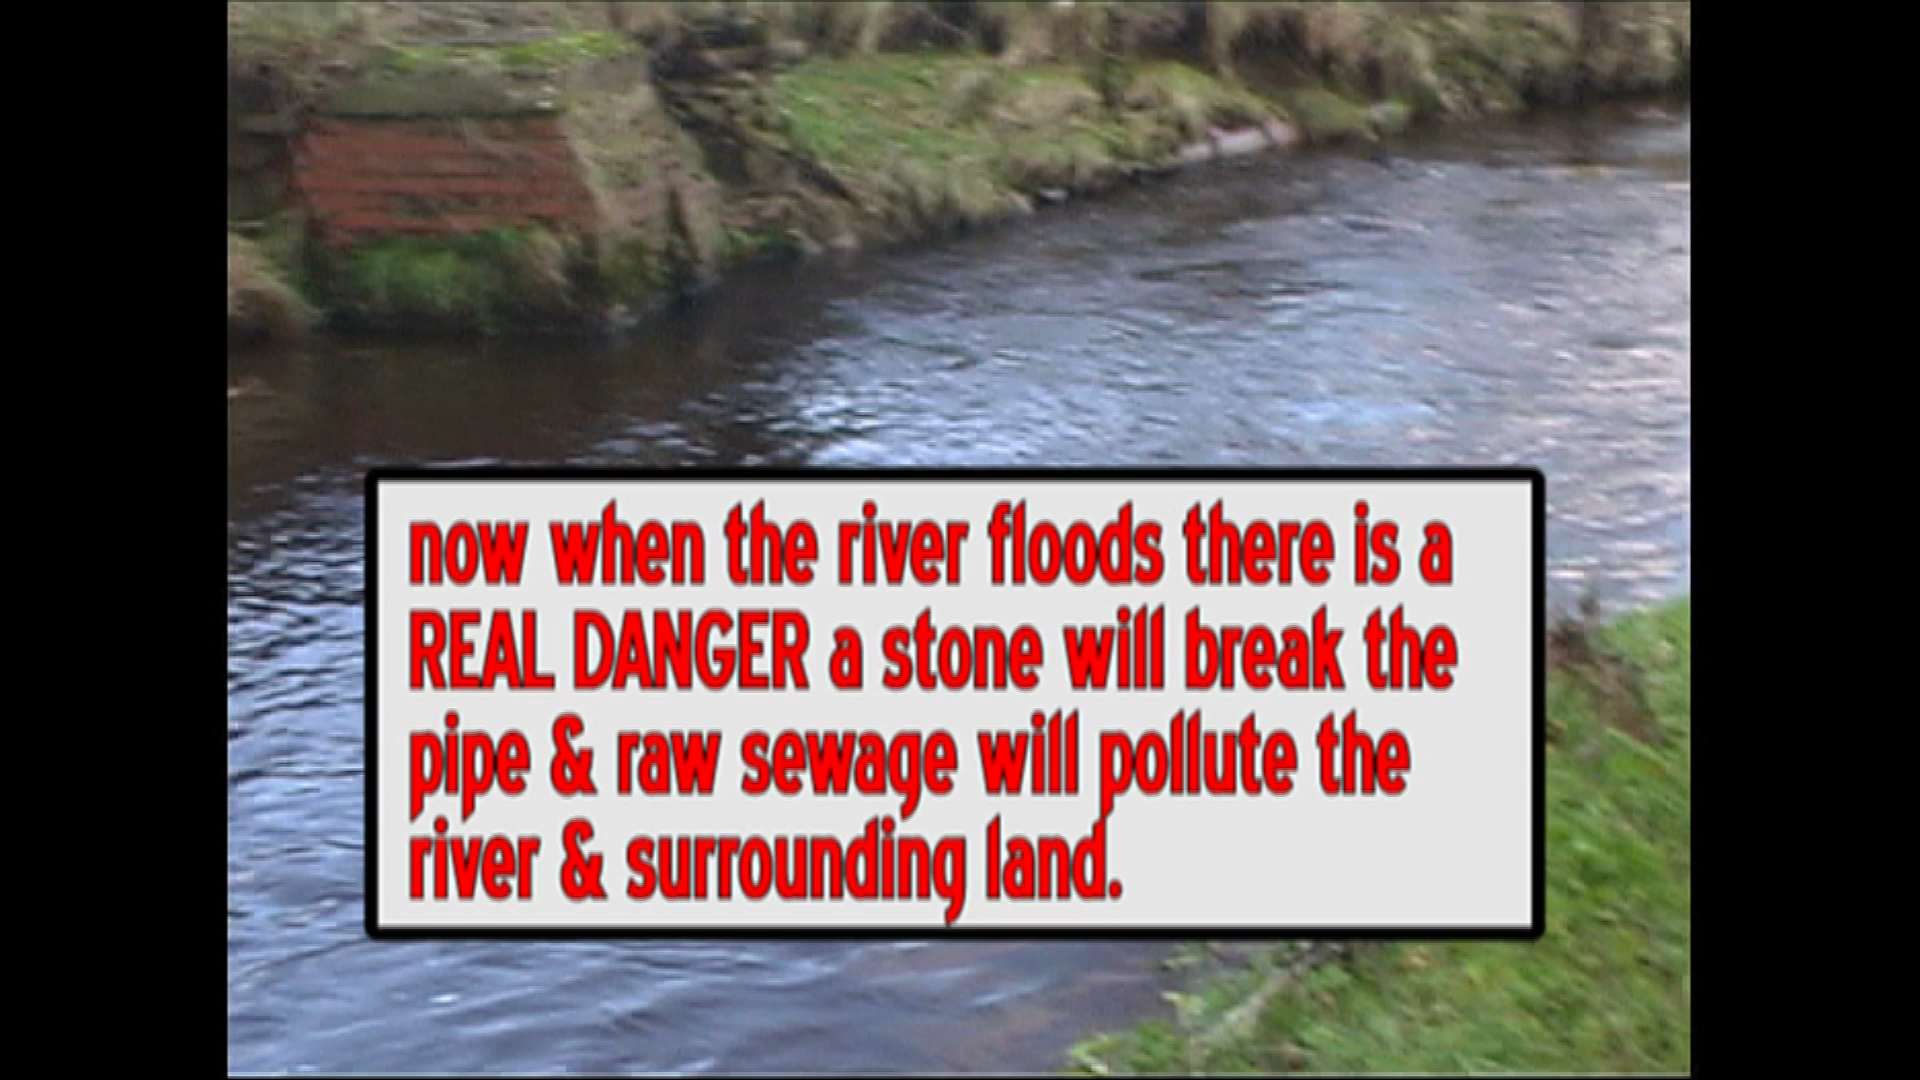 now when the river floods there is a
REAL DANGER a stone will break the
pipe & raw sewage will pollute the
river & surrounding land.